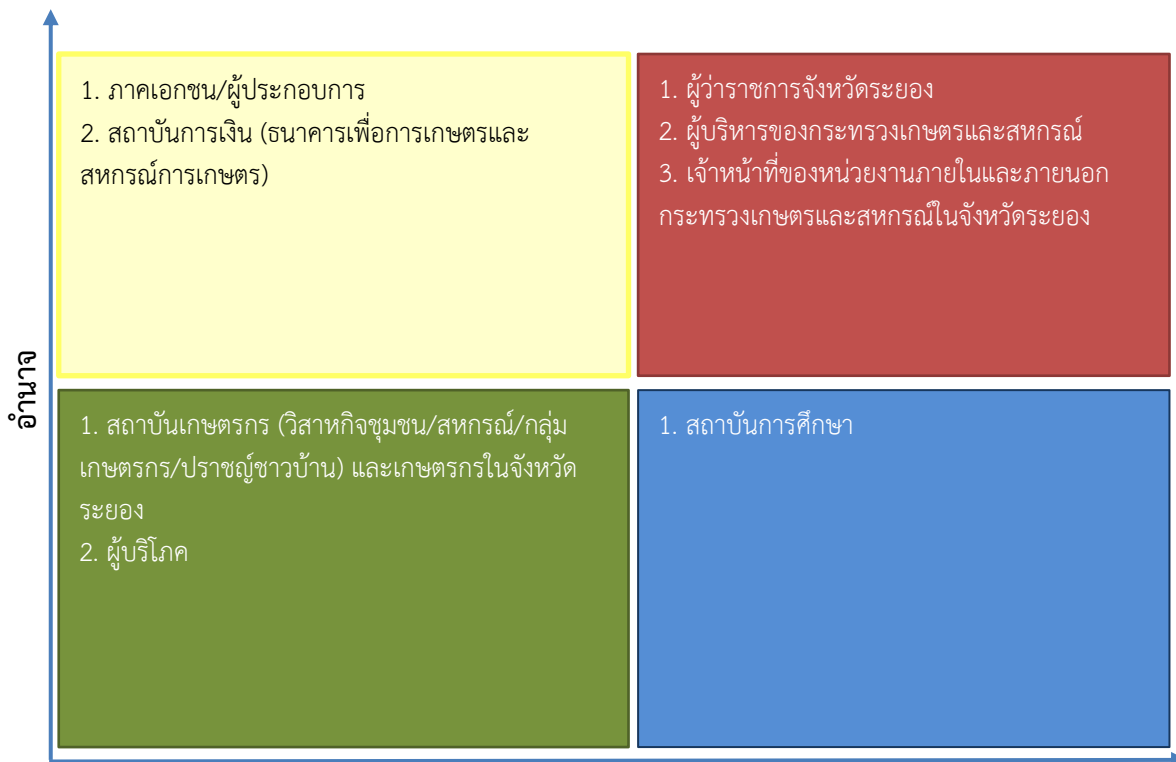 1. ภาคเอกชน/ผู้ประกอบการ
2. สถาบันการเงิน (ธนาคารเพื่อการเกษตรและ
สหกรณ์การเกษตร)
1. ผู้ว่าราชการจังหวัดระยอง
2. ผู้บริหารของกระทรวงเกษตรและสหกรณ์
3. เจ้าหน้าที่ของหน่วยงานภายในและภายนอก
กระทรวงเกษตรและสหกรณ์ในจังหวัดระยอง
อำนาจ
1. สถาบันเกษตรกร (วิสาหกิจชุมชน/สหกรณ์/กลุ่ม
เกษตรกร/ปราชญ์ชาวบ้าน) และเกษตรกรในจังหวัด
ระยอง
2. ผู้บริโภค
1. สถาบันการศึกษา